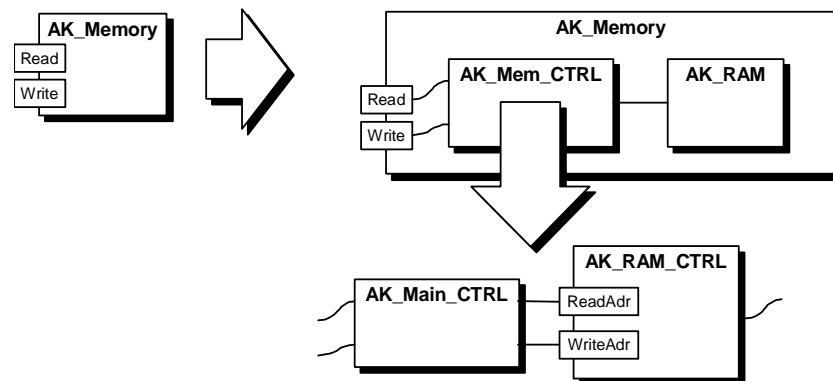 AK_Memory
Read
Write
AK_Memory
AK_Mem_CTRL
AK_RAM
Read
Write
AK_RAM_CTRL
AK_Main_CTRL
ReadAdr
WriteAdr